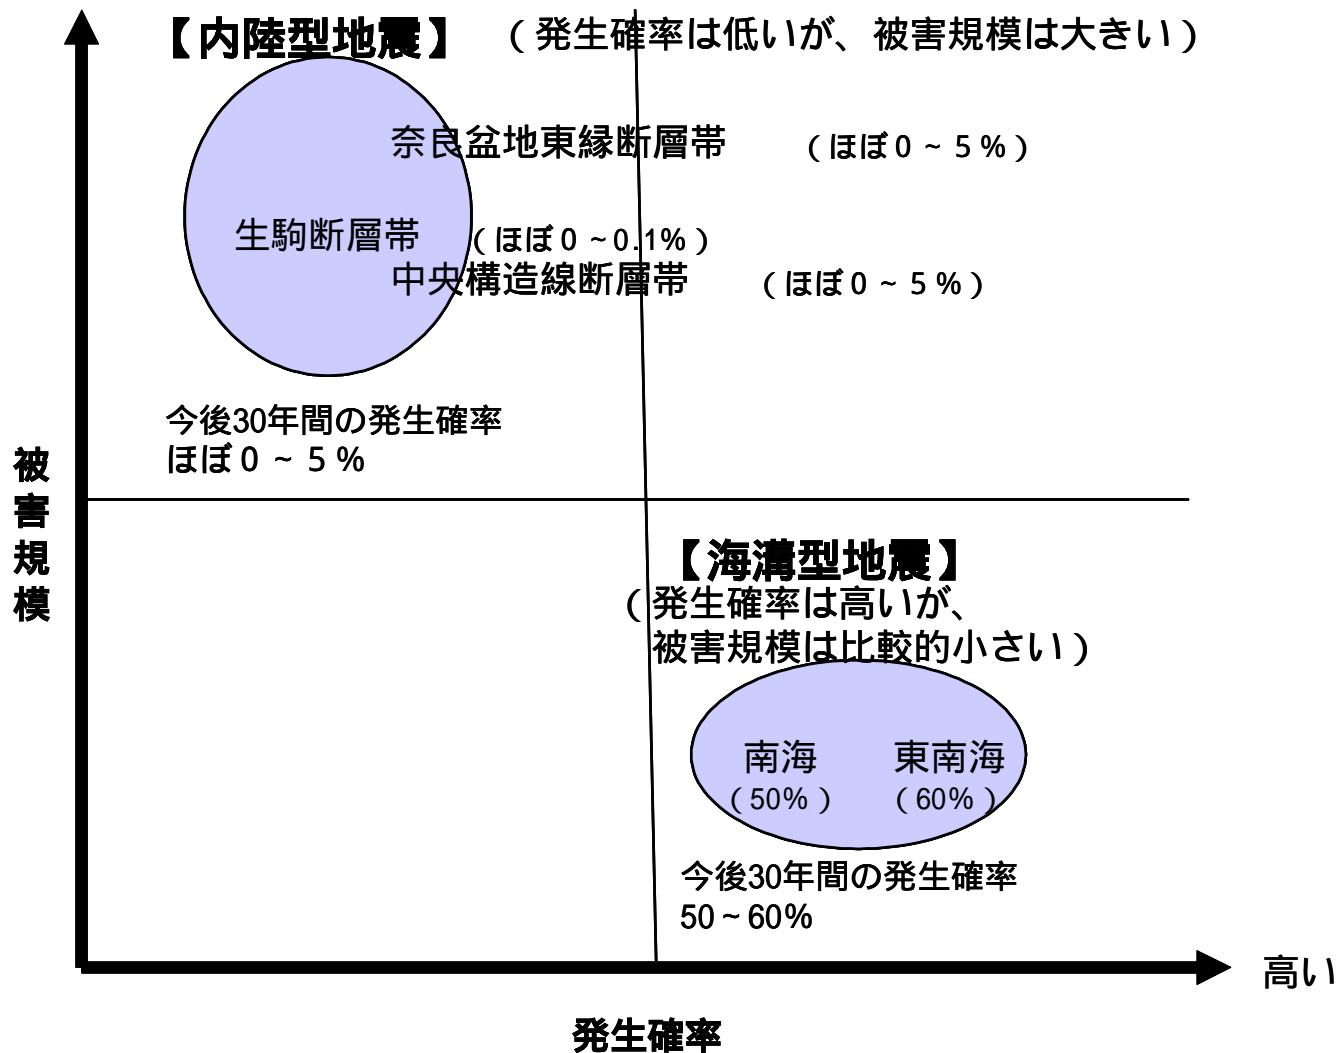 【内陸型地震】 （発生確率は低いが、被害規模は大きい）
奈良盆地東縁断層帯 （ほぼ０～５％）
生駒断層帯 （ほぼ０～0.1％）
中央構造線断層帯 （ほぼ０～５％）
今後30年間の発生確率
ほぼ０～５％
被害規模
【海溝型地震】
（発生確率は高いが、
被害規模は比較的小さい）
南海 東南海
（50％） （60％）
今後30年間の発生確率
50～60％
高い
発生確率